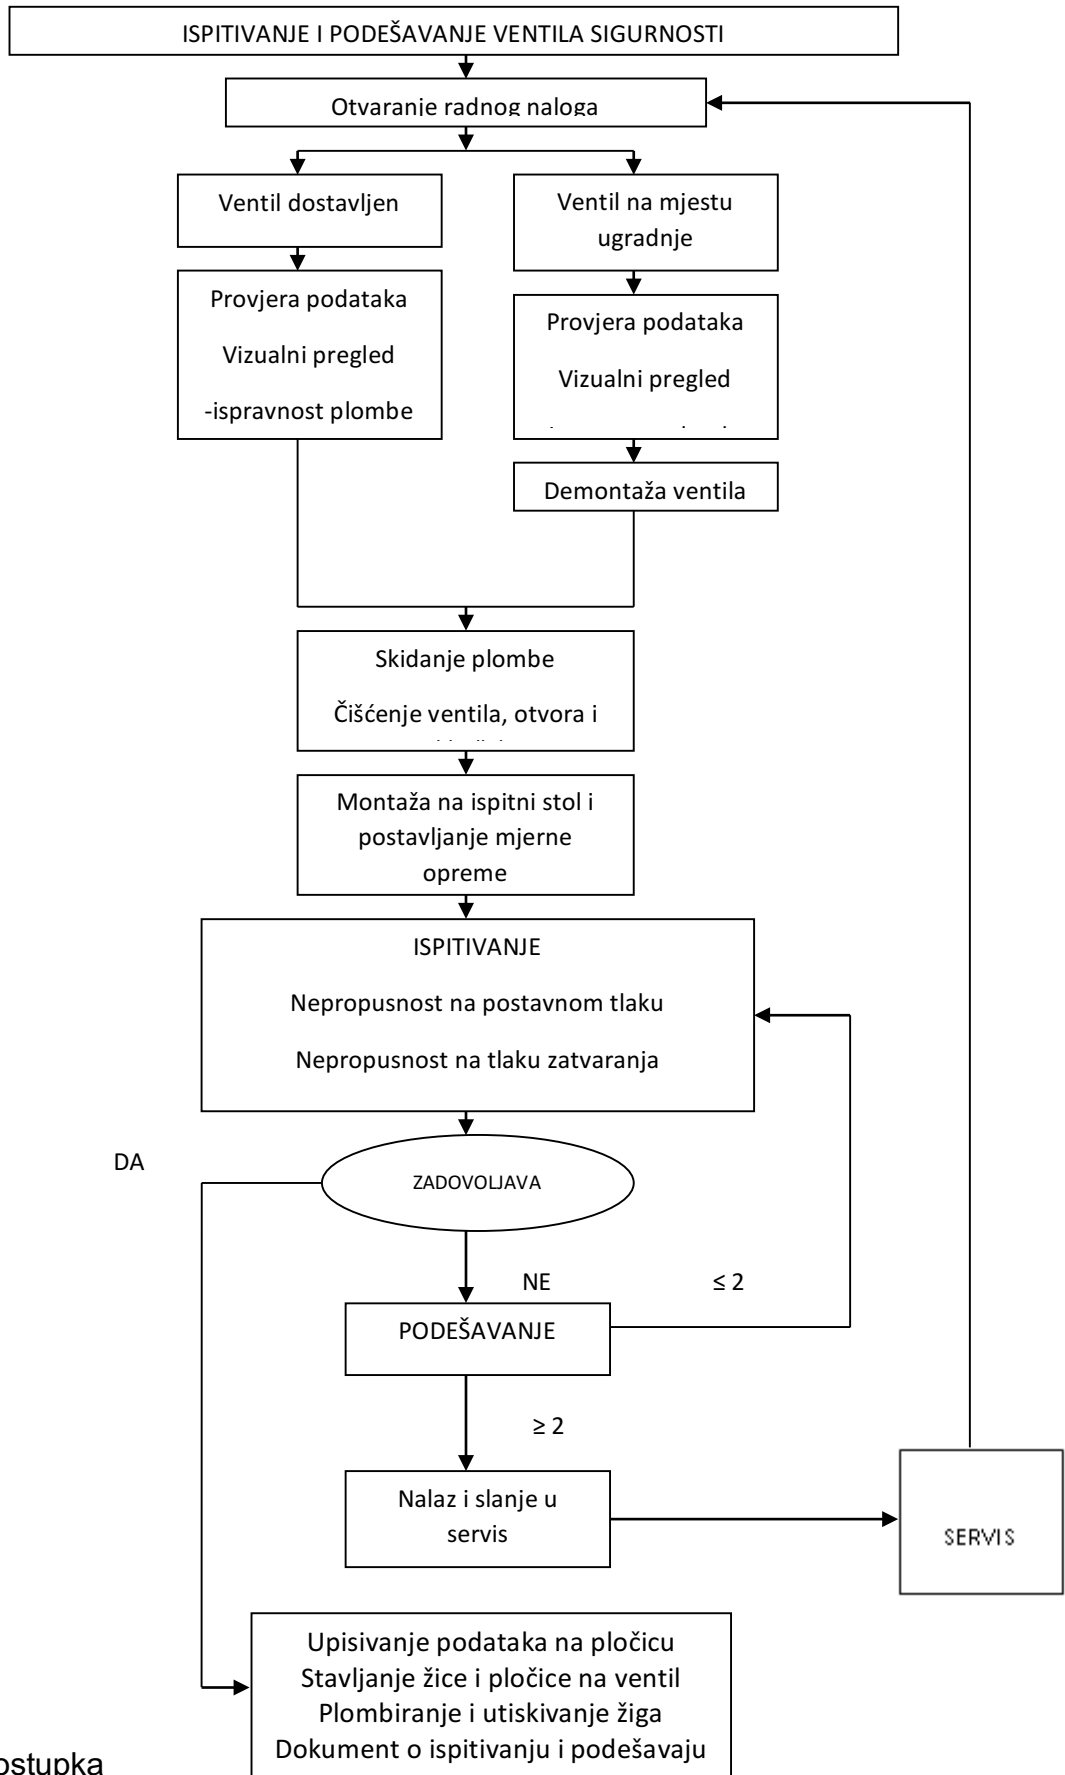 ISPITIVANJE I PODEŠAVANJE VENTILA SIGURNOSTI
Otvaranje radnog naloga
Ventil dostavljen
Ventil na mjestu
ugradnje
Provjera podataka
Vizualni pregled
-ispravnost plombe
Provjera podataka
Vizualni pregled
Demontaža ventila
Skidanje plombe
Čišćenje ventila, otvora i
Montaža na ispitni stol i
postavljanje mjerne
opreme
ISPITIVANJE
Nepropusnost na postavnom tlaku
Nepropusnost na tlaku zatvaranja
DA
ZADOVOLJAVA
NE
≤ 2
PODEŠAVANJE
≥ 2
Nalaz i slanje u
servis
SERVIS
Upisivanje podataka na pločicu
Stavljanje žice i pločice na ventil
Plombiranje i utiskivanje žiga
Dokument o ispitivanju i podešavaju
ostupka